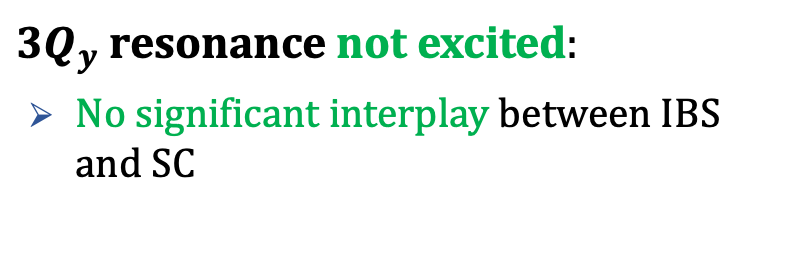 3Qy resonance not excited:
➢ No significant interplay between IBS
and SC